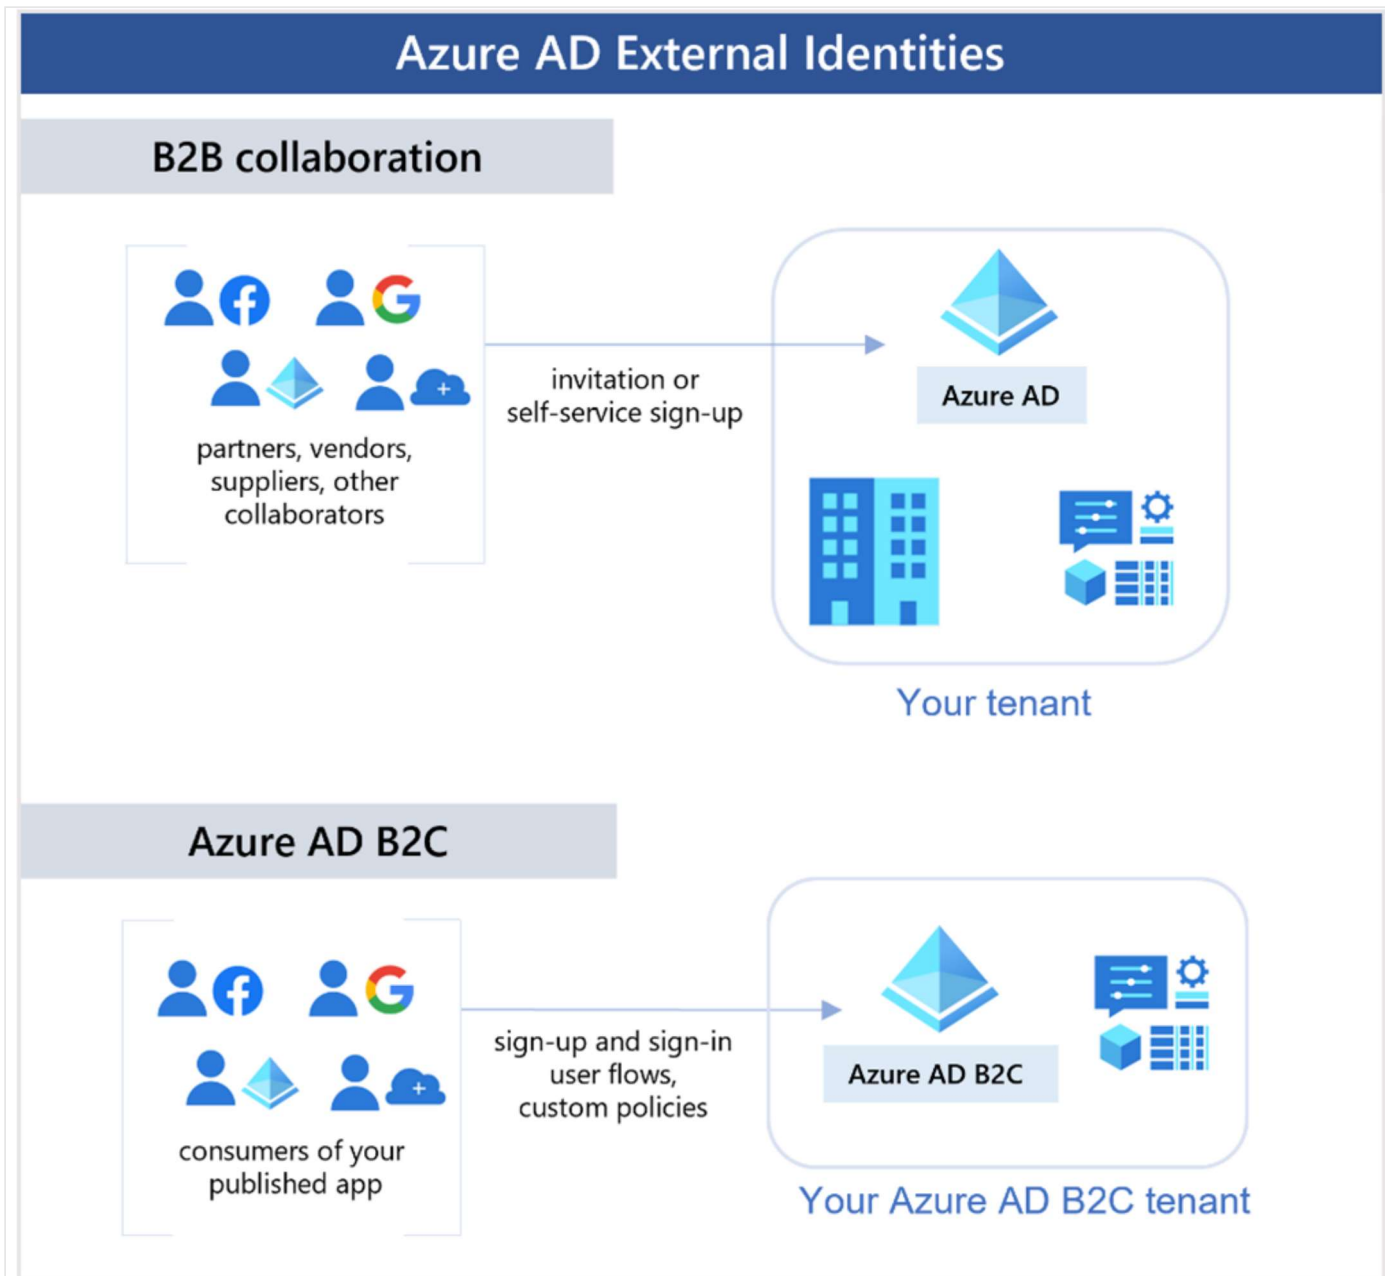 Azure AD External Identities
B2B collaboration
partners, vendors,
suppliers, other
collaborators
invitation or
self-service sign-up
Azure AD
Your tenant
Azure AD B2C
consumers of your
published app
sign-up and sign-in
user flows,
custom policies
Azure AD B2C
Your Azure AD B2C tenant